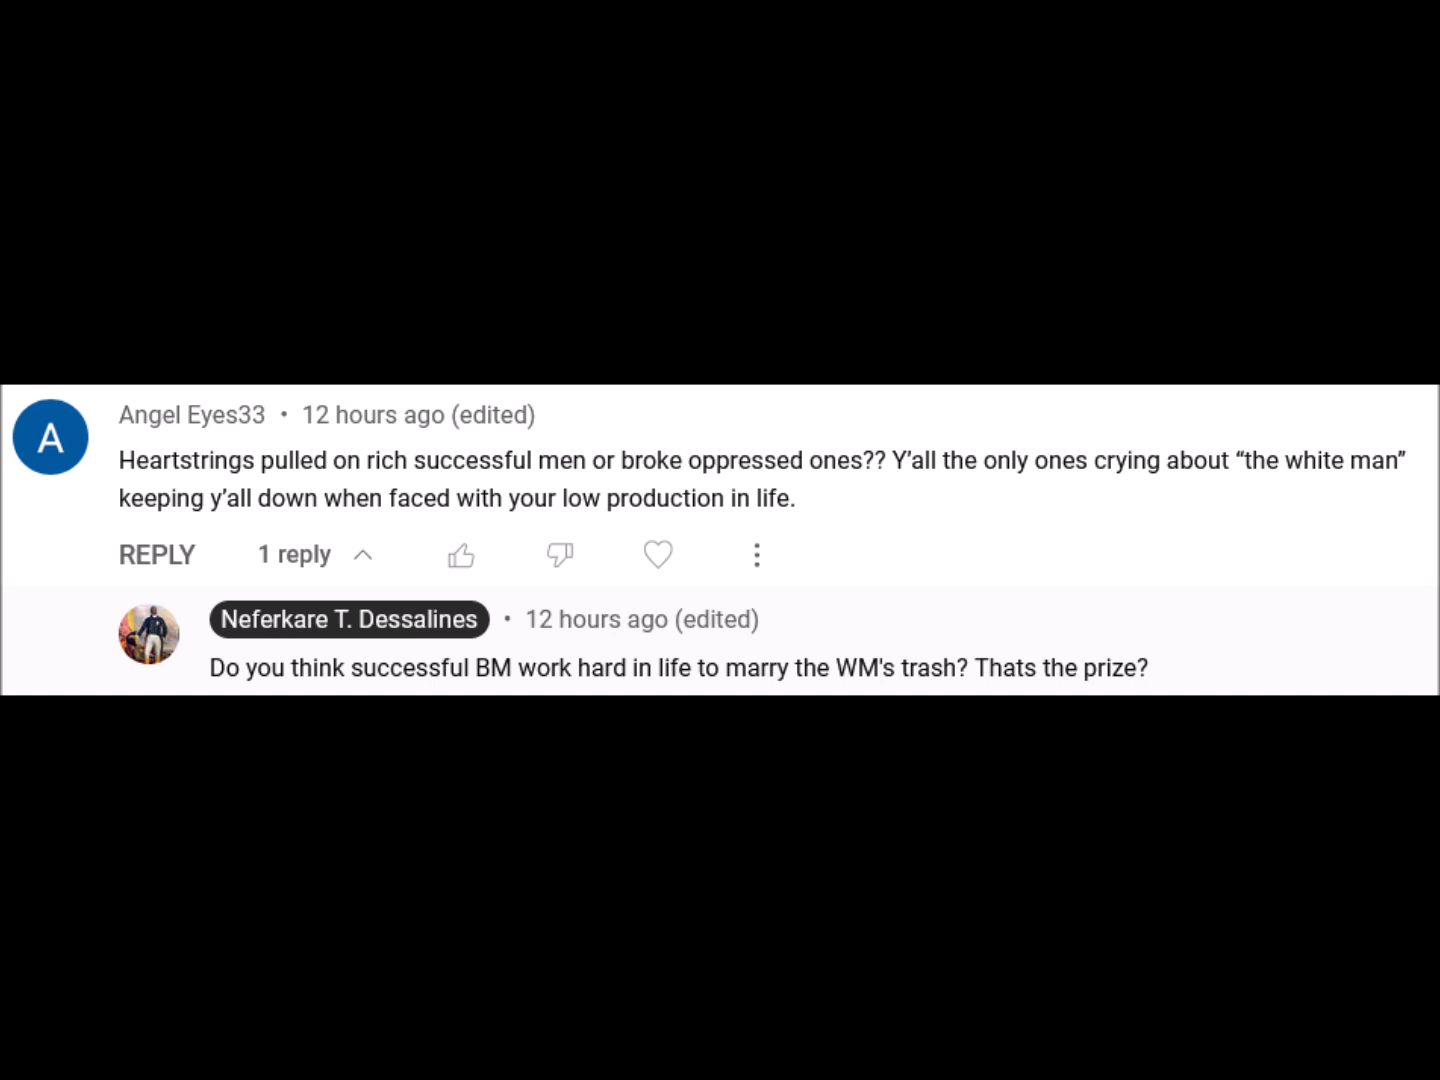 A
Angel Eyes33 • 12 hours ago (edited)
Heartstrings pulled on rich successful men or broke oppressed ones?? Y’all the only ones crying about “the white man”
keeping y’all down when faced with your low production in life.
REPLY 1 reply
Neferkare T. Dessalines • 12 hours ago (edited)
Do you think successful BM work hard in life to marry the WM's trash? Thats the prize?